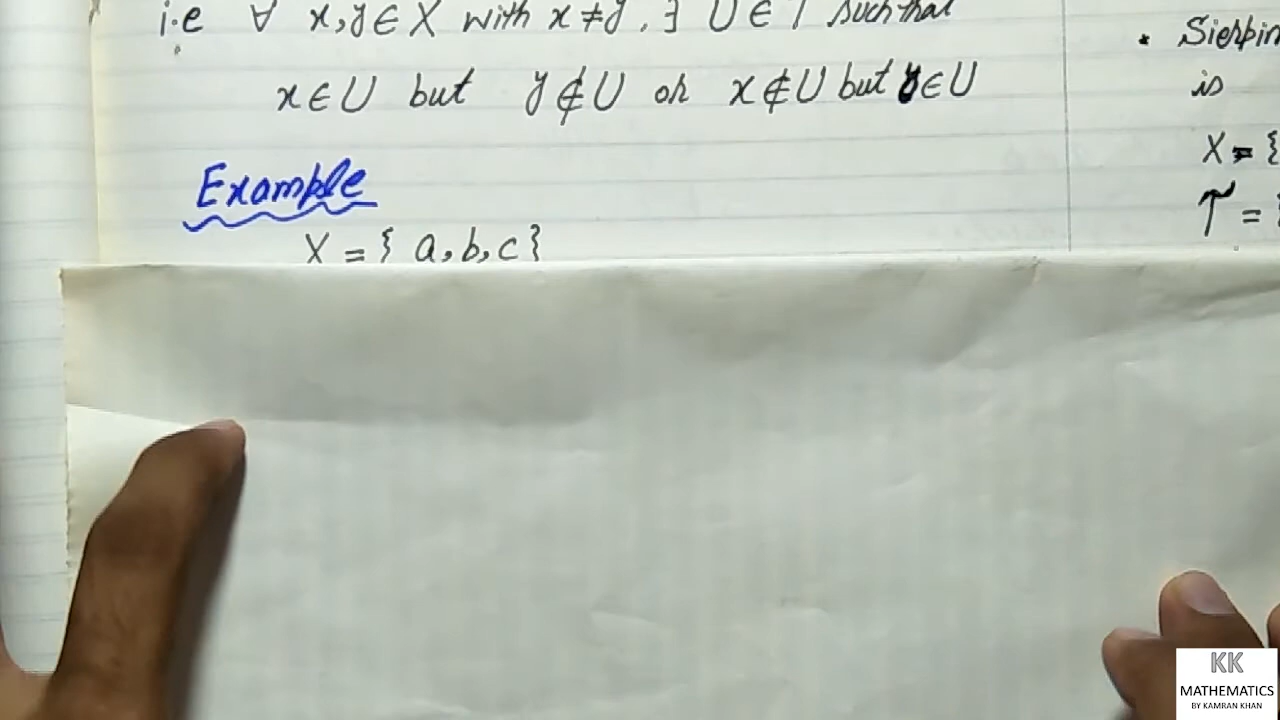 i.e ∀ x,y ∈ X with x ≠ y, ∃ U ∈ T such that
x ∈ U but y ∉ U or x ∉ U but y ∈ U
Example
X = { a, b, c }
• Sierpin
is
X = {
T = {
KK
MATHEMATICS
BY KAMRAN KHAN